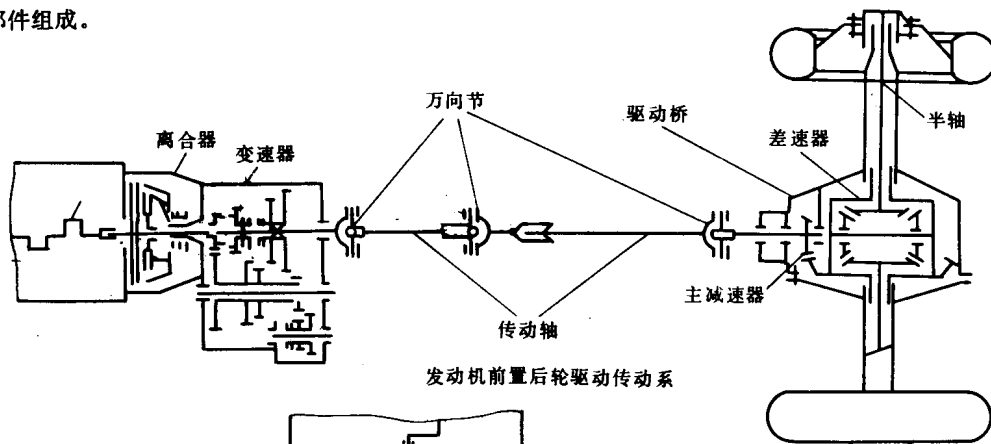 部件组成。
万向节
驱动桥
半轴
离合器
变速器
差速器
主减速器
传动轴
发动机前置后轮驱动传动系